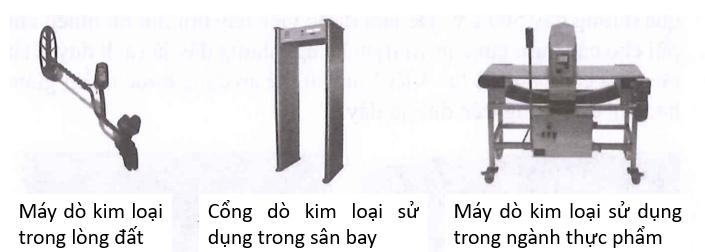 Máy dò kim loại
trong lòng đất
Cổng dò kim loại sử
dụng trong sân bay
Máy dò kim loại sử dụng
trong ngành thực phẩm